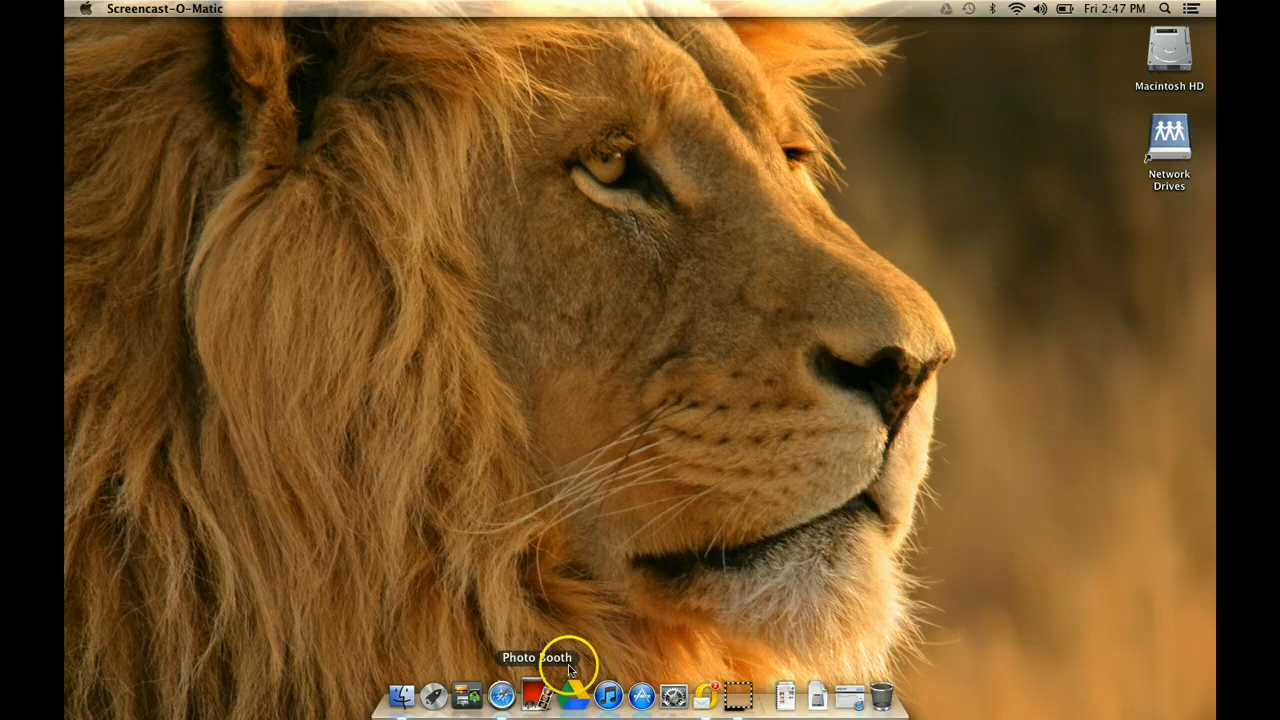 Screencast-O-Matic
Fri 2:47 PM
Macintosh HD
Network
Drives
Photo Booth